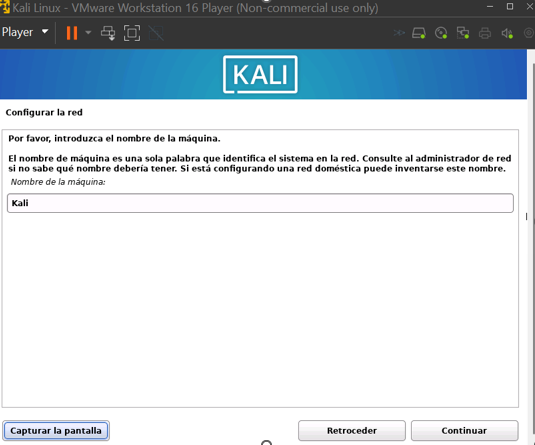 Kali Linux - VMware Workstation 16 Player (Non-commercial use only)
Player
KALI
Configurar la red
Por favor, introduzca el nombre de la máquina.
El nombre de máquina es una sola palabra que identifica el sistema en la red. Consulte al administrador de red
si no sabe qué nombre debería tener. Si está configurando una red doméstica puede inventarse este nombre.
Nombre de la máquina:
Kali
Capturar la pantalla
Retroceder
Continuar